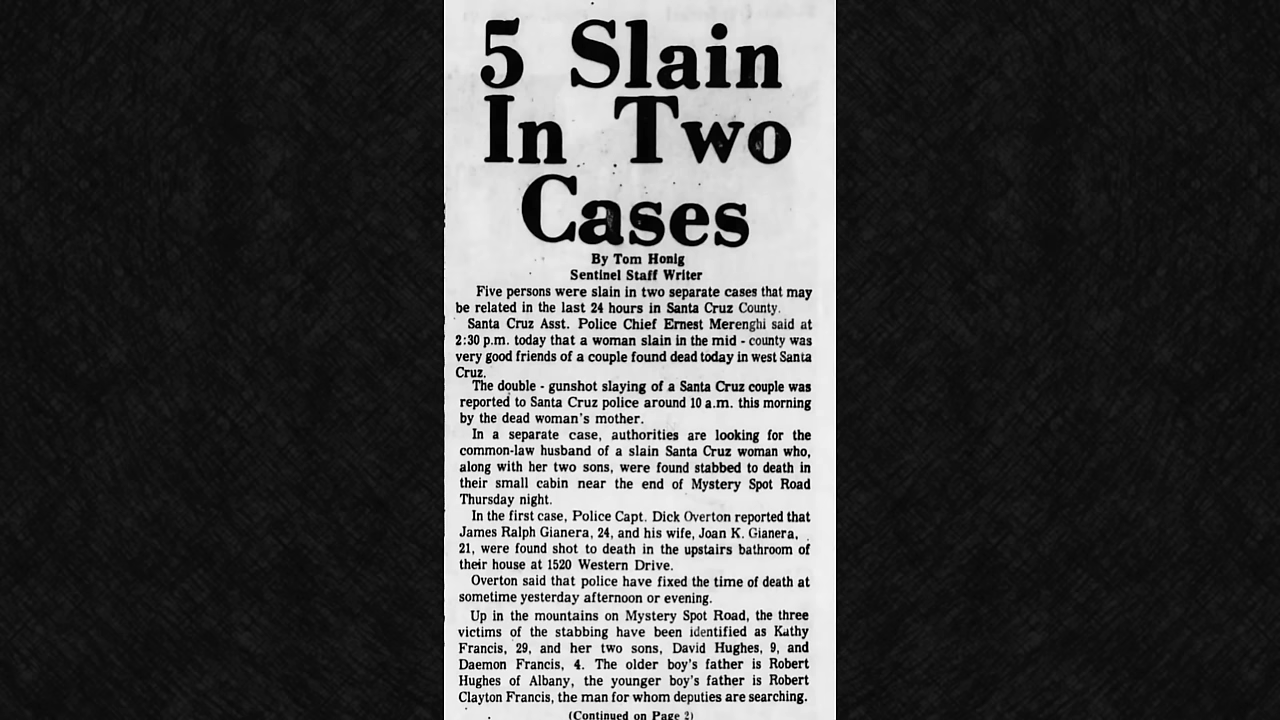 5 Slain
In Two
Cases
By Tom Honig
Sentinel Staff Writer
Five persons were slain in two separate cases that may
be related in the last 24 hours in Santa Cruz County.
Santa Cruz Asst. Police Chief Ernest Merenghi said at
2:30 p.m. today that a woman slain in the mid - county was
very good friends of a couple found dead today in west Santa
Cruz.
The double - gunshot slaying of a Santa Cruz couple was
reported to Santa Cruz police around 10 a.m. this morning
by the dead woman's mother.
In a separate case, authorities are looking for the
common-law husband of a slain Santa Cruz woman who,
along with her two sons, were found stabbed to death in
their small cabin near the end of Mystery Spot Road
Thursday night.
In the first case, Police Capt. Dick Overton reported that
James Ralph Gianera, 24, and his wife, Joan K. Gianera,
21, were found shot to death in the upstairs bathroom of
their house at 1520 Western Drive.
Overton said that police have fixed the time of death at
sometime yesterday afternoon or evening.
Up in the mountains on Mystery Spot Road, the three
victims of the stabbing have been identified as Kathy
Francis, 29, and her two sons, David Hughes, 9, and
Daemon Francis, 4. The older boy's father is Robert
Hughes of Albany, the younger boy's father is Robert
Clayton Francis, the man for whom deputies are searching.
(Continued on Page 2)